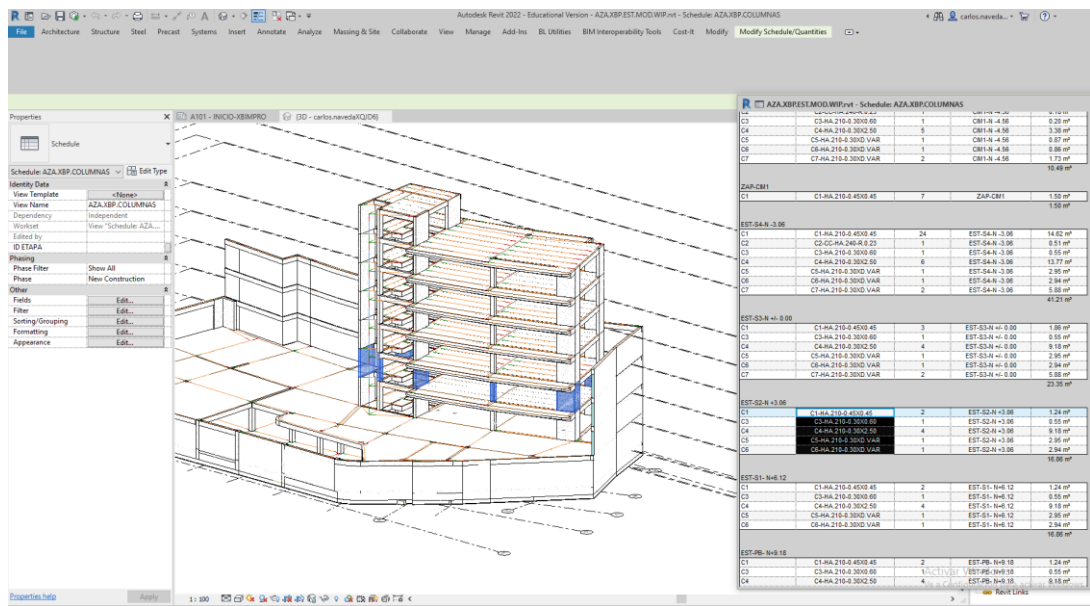 Autodesk Revit 2022 - Educational Version - AZA.XBP.EST.MOD.WIP.rvt - Schedule: AZA.XBP.COLUMNAS
carlos.naveda...
File Architecture Structure Steel Precast Systems Insert Annotate Analyze Massing & Site Collaborate View Manage Add-Ins BL Utilities BIM Interoperability Tools Cost-It Modify Modify Schedule/Quantities
Properties
A101 - INICIO-XBIMPRO
{3D - carlos.navedaXQJD6}
Schedule
Schedule: AZA.XBP.COLUMNAS Edit Type
Identity Data
View Template <None>
View Name AZA.XBP.COLUMNAS
Dependency Independent
Workset View "Schedule: AZA....
Edited by
ID ETAPA
Phasing
Phase Filter Show All
Phase New Construction
Other
Fields Edit...
Filter Edit...
Sorting/Grouping Edit...
Formatting Edit...
Appearance Edit...
Properties help Apply
1 : 100
AZA.XBP.EST.MOD.WIP.rvt - Schedule: AZA.XBP.COLUMNAS
C3 C3-HA.210-0.30X0.60 1 CIM1-N -4.56 0.20 m³
C4 C4-HA.210-0.30X2.50 5 CIM1-N -4.56 3.38 m³
C5 C5-HA.210-0.30XD.VAR 1 CIM1-N -4.56 0.87 m³
C6 C6-HA.210-0.30XD.VAR 1 CIM1-N -4.56 0.86 m³
C7 C7-HA.210-0.30XD.VAR 2 CIM1-N -4.56 1.73 m³
10.49 m³
ZAP-CIM1
C1 C1-HA.210-0.45X0.45 7 ZAP-CIM1 1.50 m³
1.50 m³
EST-S4-N -3.06
C1 C1-HA.210-0.45X0.45 24 EST-S4-N -3.06 14.62 m³
C2 C2-CC-HA.240-R.0.23 1 EST-S4-N -3.06 0.51 m³
C3 C3-HA.210-0.30X0.60 1 EST-S4-N -3.06 0.55 m³
C4 C4-HA.210-0.30X2.50 6 EST-S4-N -3.06 13.77 m³
C5 C5-HA.210-0.30XD.VAR 1 EST-S4-N -3.06 2.95 m³
C6 C6-HA.210-0.30XD.VAR 1 EST-S4-N -3.06 2.94 m³
C7 C7-HA.210-0.30XD.VAR 2 EST-S4-N -3.06 5.88 m³
41.21 m³
EST-S3-N +/- 0.00
C1 C1-HA.210-0.45X0.45 3 EST-S3-N +/- 0.00 1.86 m³
C3 C3-HA.210-0.30X0.60 1 EST-S3-N +/- 0.00 0.55 m³
C4 C4-HA.210-0.30X2.50 4 EST-S3-N +/- 0.00 9.18 m³
C5 C5-HA.210-0.30XD.VAR 1 EST-S3-N +/- 0.00 2.95 m³
C6 C6-HA.210-0.30XD.VAR 1 EST-S3-N +/- 0.00 2.94 m³
C7 C7-HA.210-0.30XD.VAR 2 EST-S3-N +/- 0.00 5.88 m³
23.35 m³
EST-S2-N +3.06
C1 C1-HA.210-0.45X0.45 2 EST-S2-N +3.06 1.24 m³
C3 C3-HA.210-0.30X0.60 1 EST-S2-N +3.06 0.55 m³
C4 C4-HA.210-0.30X2.50 4 EST-S2-N +3.06 9.18 m³
C5 C5-HA.210-0.30XD.VAR 1 EST-S2-N +3.06 2.95 m³
C6 C6-HA.210-0.30XD.VAR 1 EST-S2-N +3.06 2.94 m³
16.86 m³
EST-S1- N+6.12
C1 C1-HA.210-0.45X0.45 2 EST-S1- N+6.12 1.24 m³
C3 C3-HA.210-0.30X0.60 1 EST-S1- N+6.12 0.55 m³
C4 C4-HA.210-0.30X2.50 4 EST-S1- N+6.12 9.18 m³
C5 C5-HA.210-0.30XD.VAR 1 EST-S1- N+6.12 2.95 m³
C6 C6-HA.210-0.30XD.VAR 1 EST-S1- N+6.12 2.94 m³
16.86 m³
EST-PB- N+9.18
C1 C1-HA.210-0.45X0.45 2 EST-PB- N+9.18 1.24 m³
C3 C3-HA.210-0.30X0.60 1 EST-PB- N+9.18 0.55 m³
C4 C4-HA.210-0.30X2.50 4 EST-PB- N+9.18 9.18 m³
Revit Links